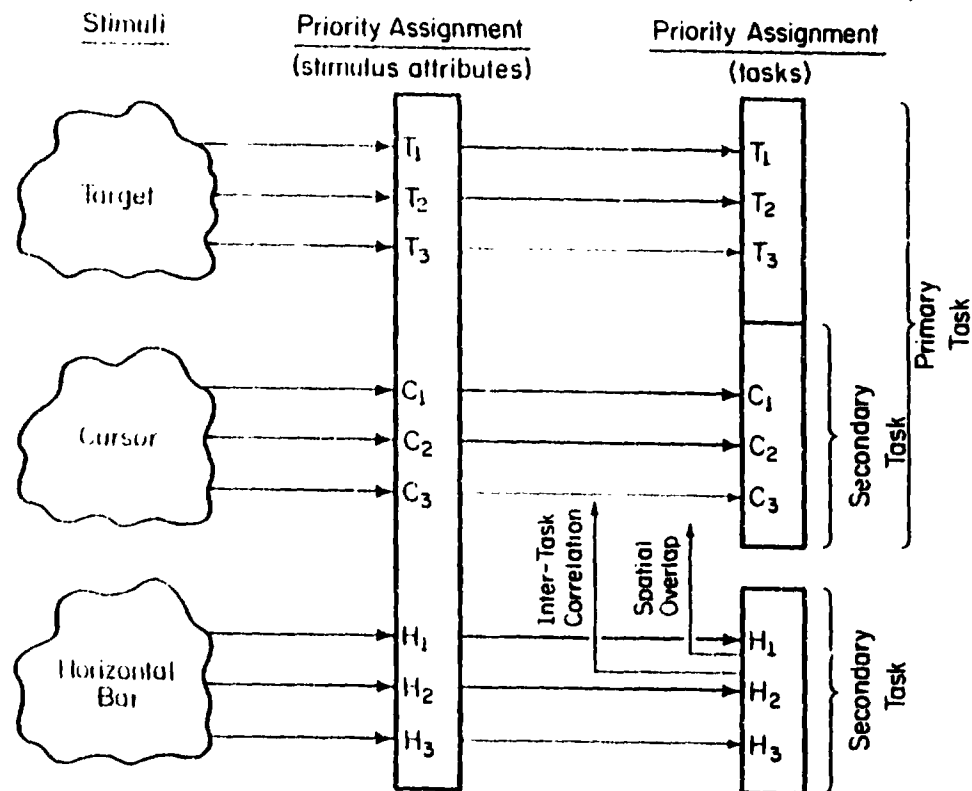 Stimuli
Priority Assignment
(stimulus attributes)
Priority Assignment
(tasks)
Target
T1
T2
T3
T1
T2
T3
Primary
Task
Cursor
C1
C2
C3
C1
C2
C3
Secondary
Task
Inter-Task
Correlation
Spatial
Overlap
Horizontal
Bar
H1
H2
H3
H1
H2
H3
Secondary
Task